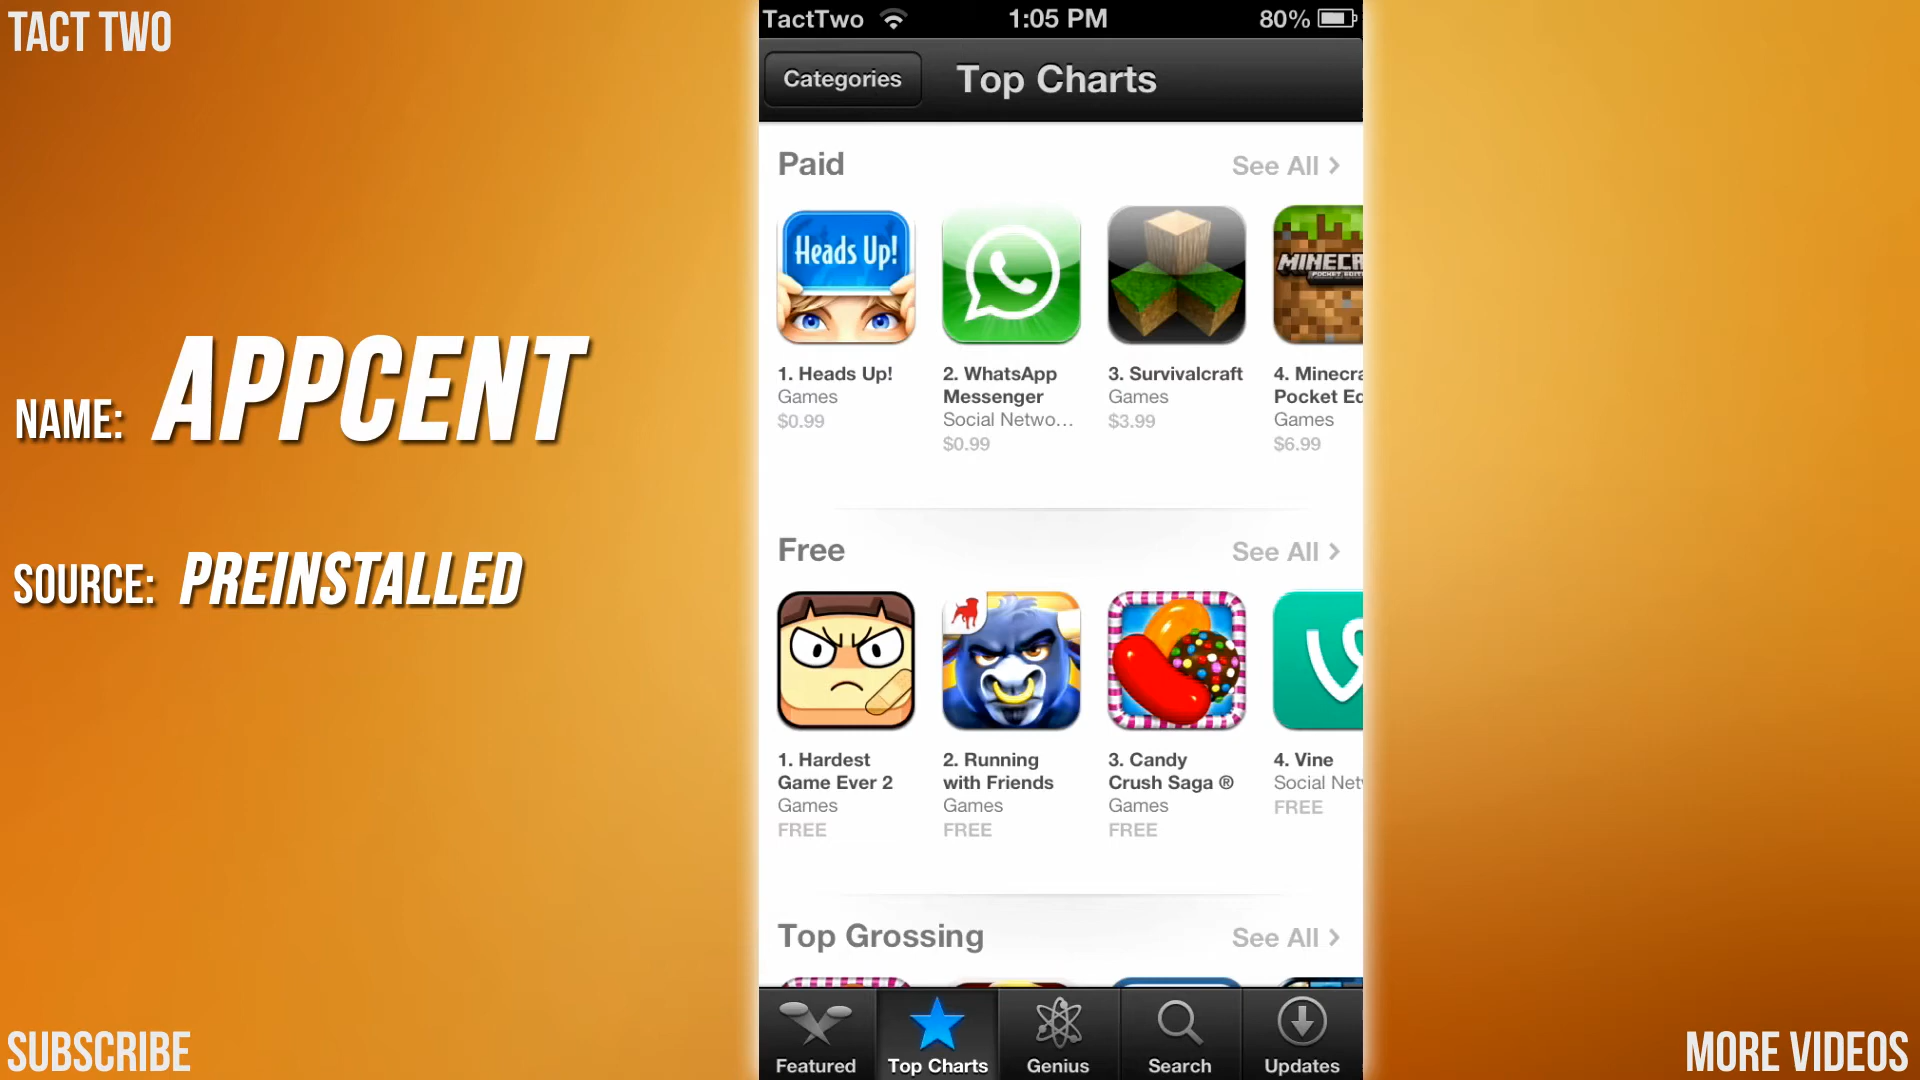 TACT TWO
TactTwo 1:05 PM 80%
Categories Top Charts
Paid See All >
Heads Up!
MINECR
POCKET EDITI
1. Heads Up! 2. WhatsApp 3. Survivalcraft 4. Minecra
Games Messenger Games Pocket Ed
$0.99 Social Netwo... $3.99 Games
$0.99 $6.99
NAME: APPCENT
Free See All >
SOURCE: PREINSTALLED
1. Hardest 2. Running 3. Candy 4. Vine
Game Ever 2 with Friends Crush Saga ® Social Net
Games Games Games FREE
FREE FREE FREE
Top Grossing See All >
Featured Top Charts Genius Search Updates
SUBSCRIBE MORE VIDEOS